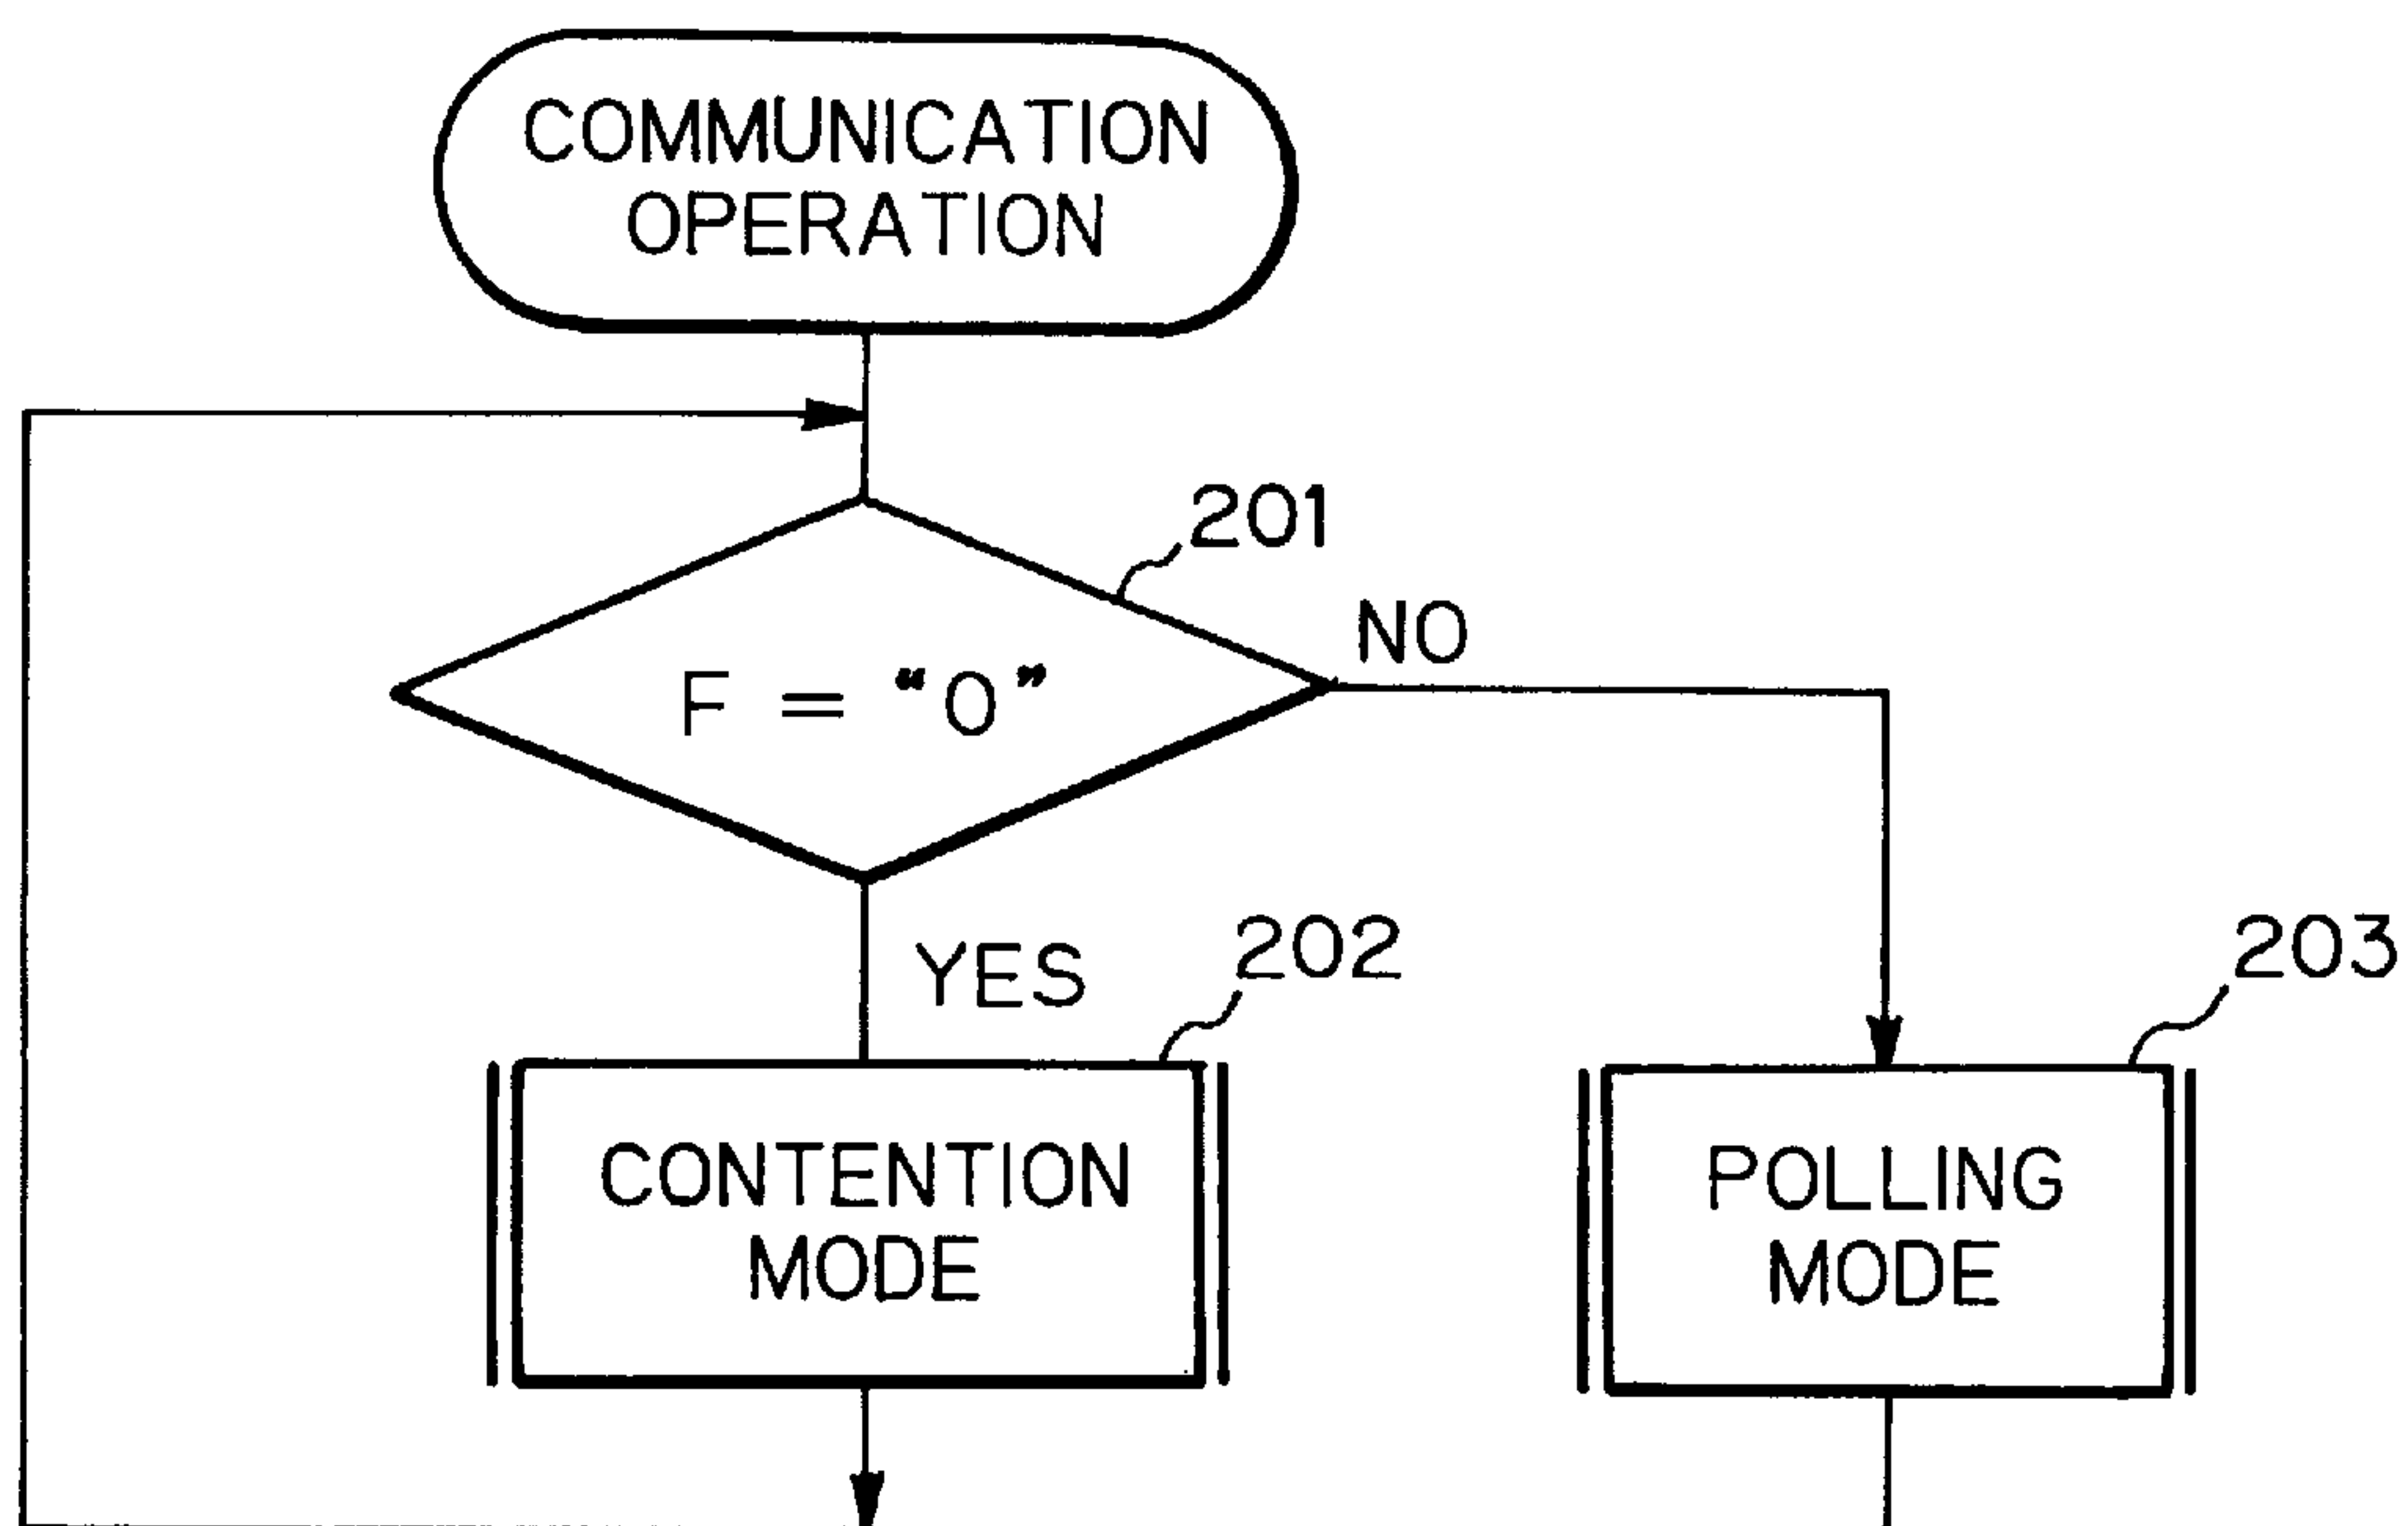 COMMUNICATION
OPERATION
201
NO
F = “0”
YES
202
203
CONTENTION
MODE
POLLING
MODE